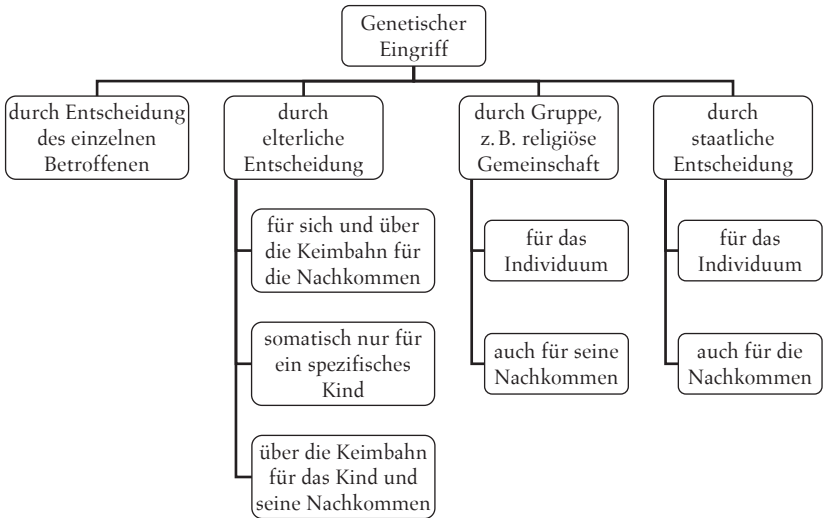 Genetischer
Eingriff
durch Entscheidung
des einzelnen
Betroffenen
durch
elterliche
Entscheidung
für sich und über
die Keimbahn für
die Nachkommen
somatisch nur für
ein spezifisches
Kind
über die Keimbahn
für das Kind und
seine Nachkommen
durch Gruppe,
z. B. religiöse
Gemeinschaft
für das
Individuum
auch für seine
Nachkommen
durch
staatliche
Entscheidung
für das
Individuum
auch für die
Nachkommen